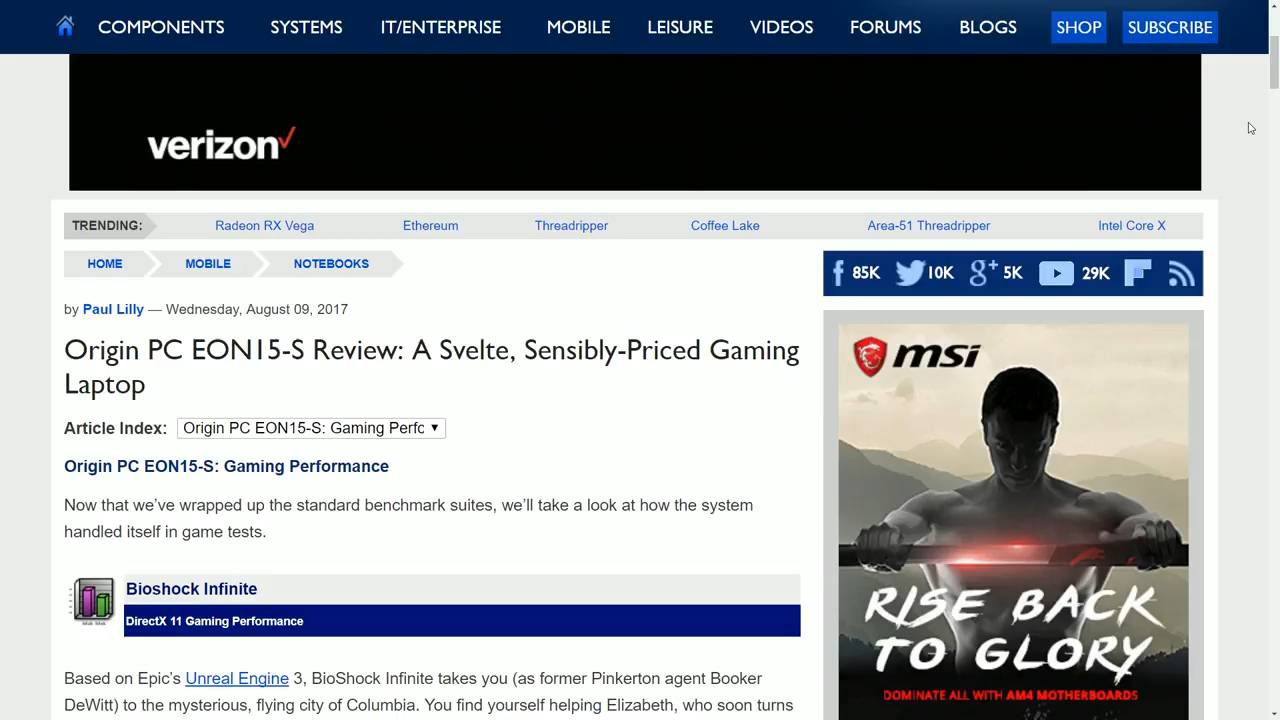 COMPONENTS SYSTEMS IT/ENTERPRISE MOBILE LEISURE VIDEOS FORUMS BLOGS SHOP SUBSCRIBE
verizon
TRENDING: Radeon RX Vega Ethereum Threadripper Coffee Lake Area-51 Threadripper Intel Core X
HOME MOBILE NOTEBOOKS
85K 10K 5K 29K
by Paul Lilly — Wednesday, August 09, 2017
Origin PC EON15-S Review: A Svelte, Sensibly-Priced Gaming
Laptop
Article Index: Origin PC EON15-S: Gaming Perfc
Origin PC EON15-S: Gaming Performance
Now that we've wrapped up the standard benchmark suites, we'll take a look at how the system
handled itself in game tests.
Bioshock Infinite
DirectX 11 Gaming Performance
Based on Epic's Unreal Engine 3, BioShock Infinite takes you (as former Pinkerton agent Booker
DeWitt) to the mysterious, flying city of Columbia. You find yourself helping Elizabeth, who soon turns
msi
RISE BACK
TO GLORY
DOMINATE ALL WITH AM4 MOTHERBOARDS